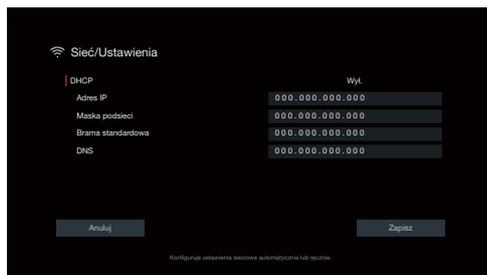 Sieć/Ustawienia
DHCP Wył.
Adres IP 000.000.000.000
Maska podsieci 000.000.000.000
Brama standardowa 000.000.000.000
DNS 000.000.000.000
Anuluj Zapisz
Konfiguruje ustawienia sieciowe automatycznie lub ręcznie.